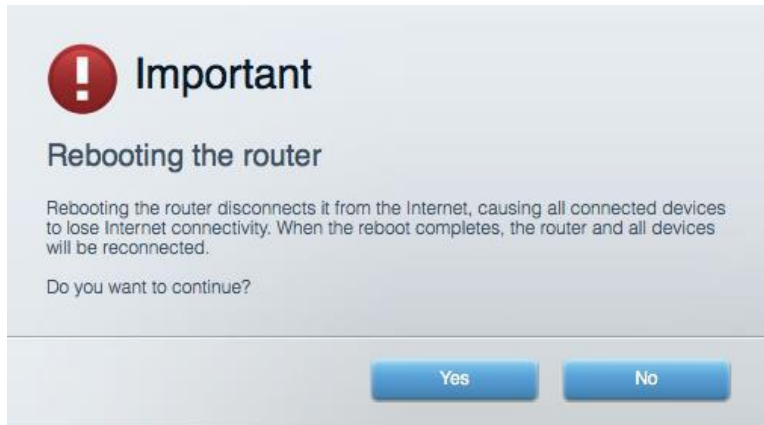 Important
Rebooting the router
Rebooting the router disconnects it from the Internet, causing all connected devices
to lose Internet connectivity. When the reboot completes, the router and all devices
will be reconnected.
Do you want to continue?
Yes No